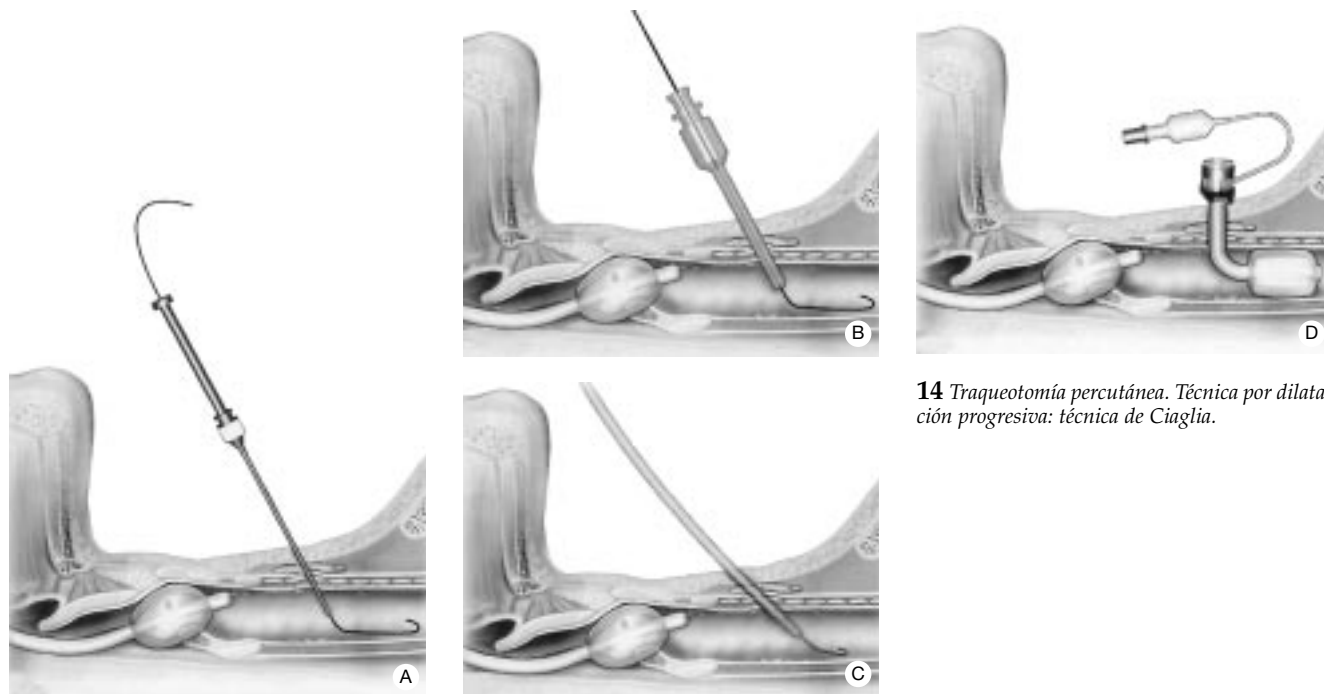 A
B
C
D
14 Traqueotomía percutánea. Técnica por dilata-
ción progresiva: técnica de Ciaglia.